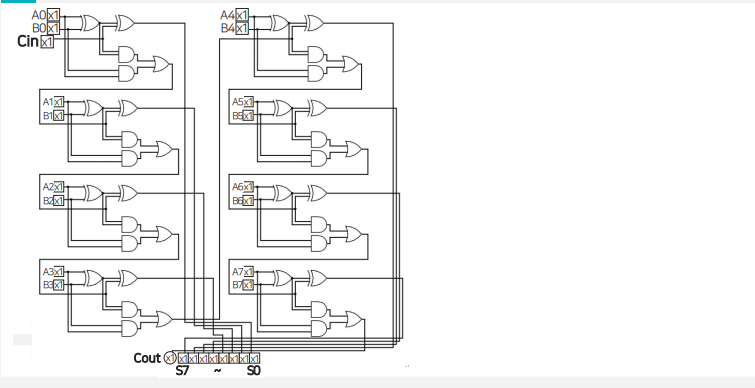 A0 x1
B0 x1
Cin x1
A1 x1
B1 x1
A2 x1
B2 x1
A3 x1
B3 x1
A4 x1
B4 x1
A5 x1
B5 x1
A6 x1
B6 x1
A7 x1
B7 x1
Cout x1 x1 x1 x1 x1 x1 x1 x1 x1
S7 ~ S0